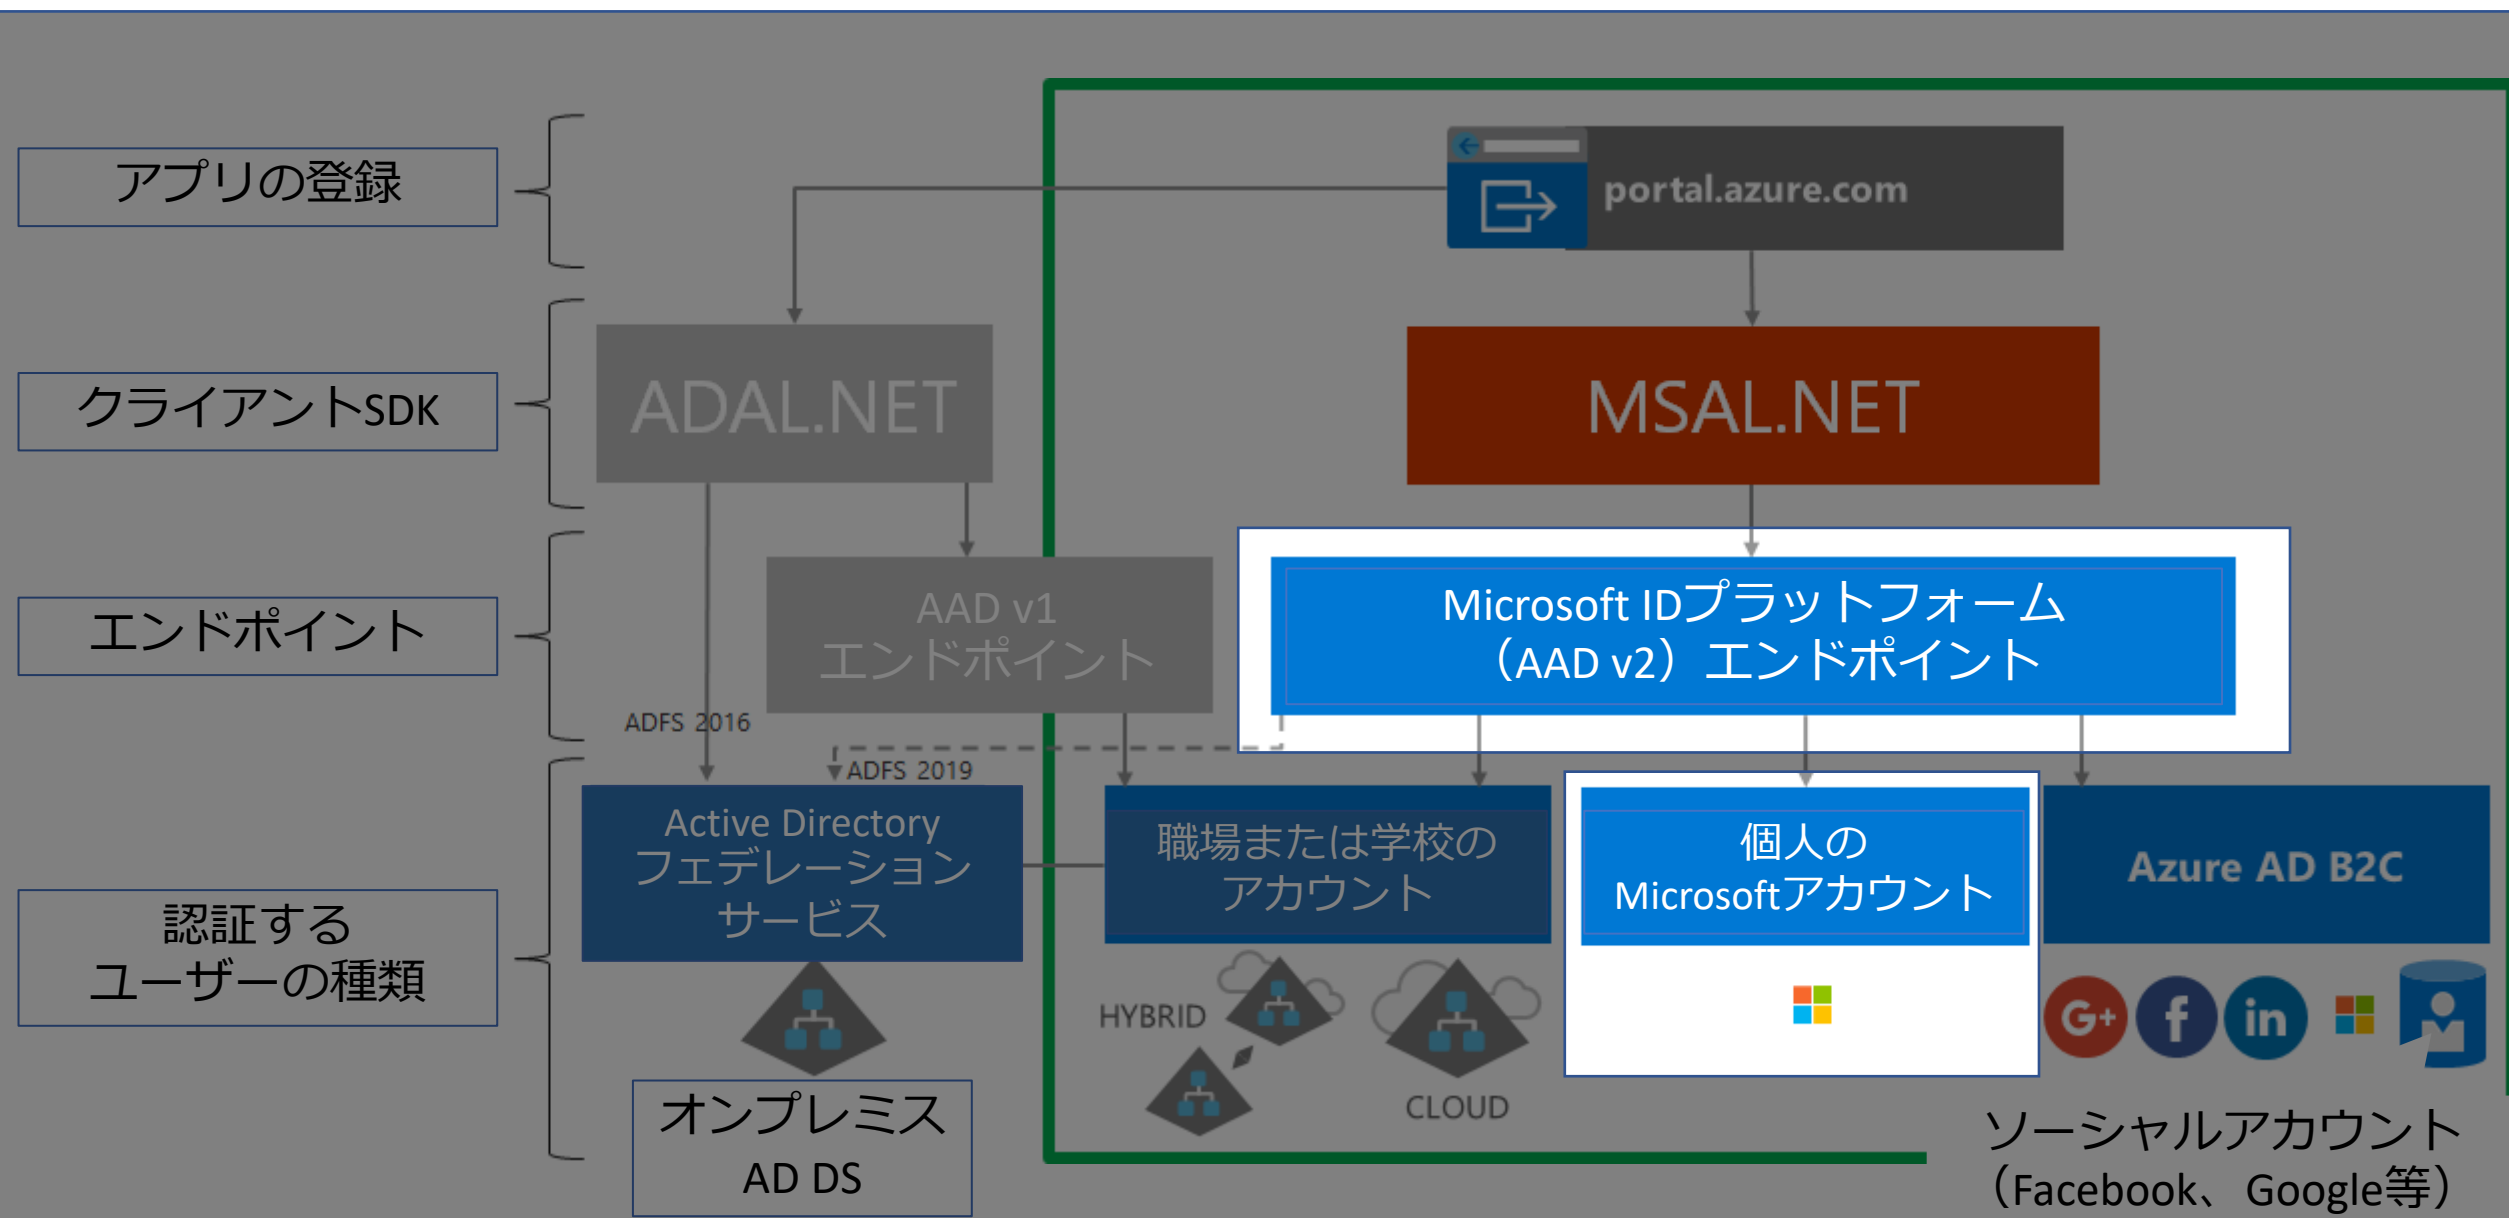 アプリの登録
portal.azure.com
クライアントSDK
ADAL.NET
MSAL.NET
エンドポイント
AAD v1
エンドポイント
Microsoft IDプラットフォーム
（AAD v2）エンドポイント
ADFS 2016
ADFS 2019
認証する
ユーザーの種類
Active Directory
フェデレーション
サービス
職場または学校の
アカウント
個人の
Microsoftアカウント
Azure AD B2C
HYBRID
CLOUD
G+
f
in
オンプレミス
AD DS
ソーシャルアカウント
（Facebook、Google等）